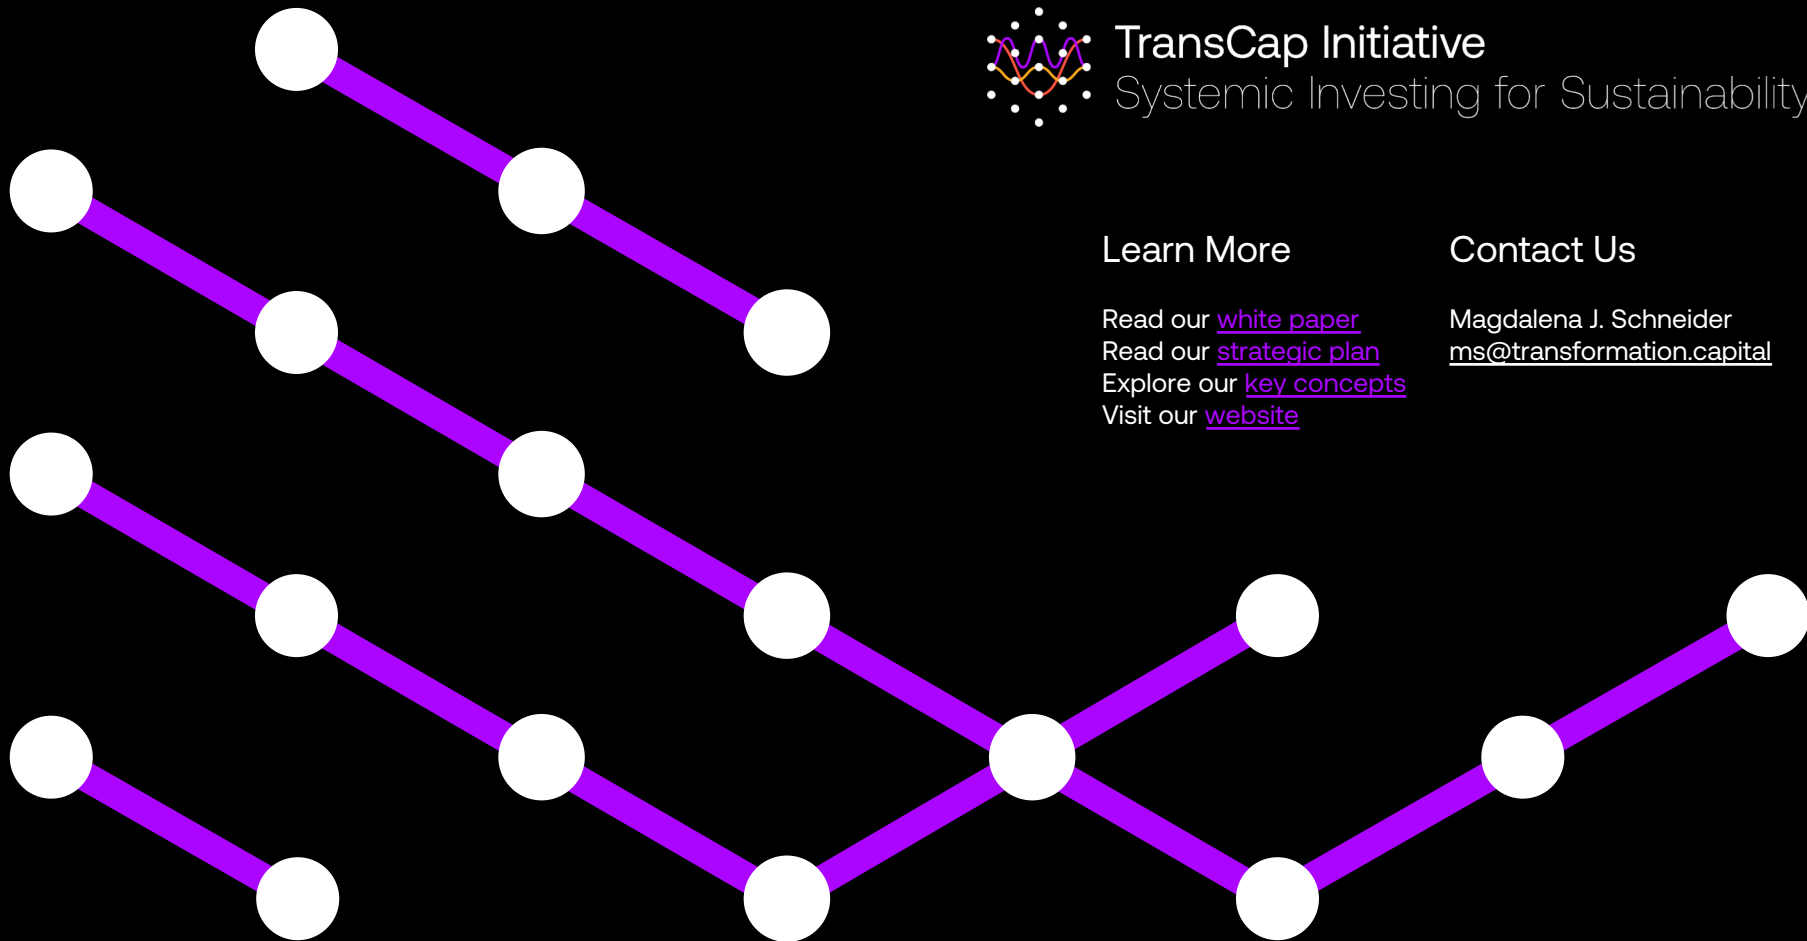 TransCap Initiative
Systemic Investing for Sustainability
Learn More
Read our white paper
Read our strategic plan
Explore our key concepts
Visit our website
Contact Us
Magdalena J. Schneider
ms@transformation.capital